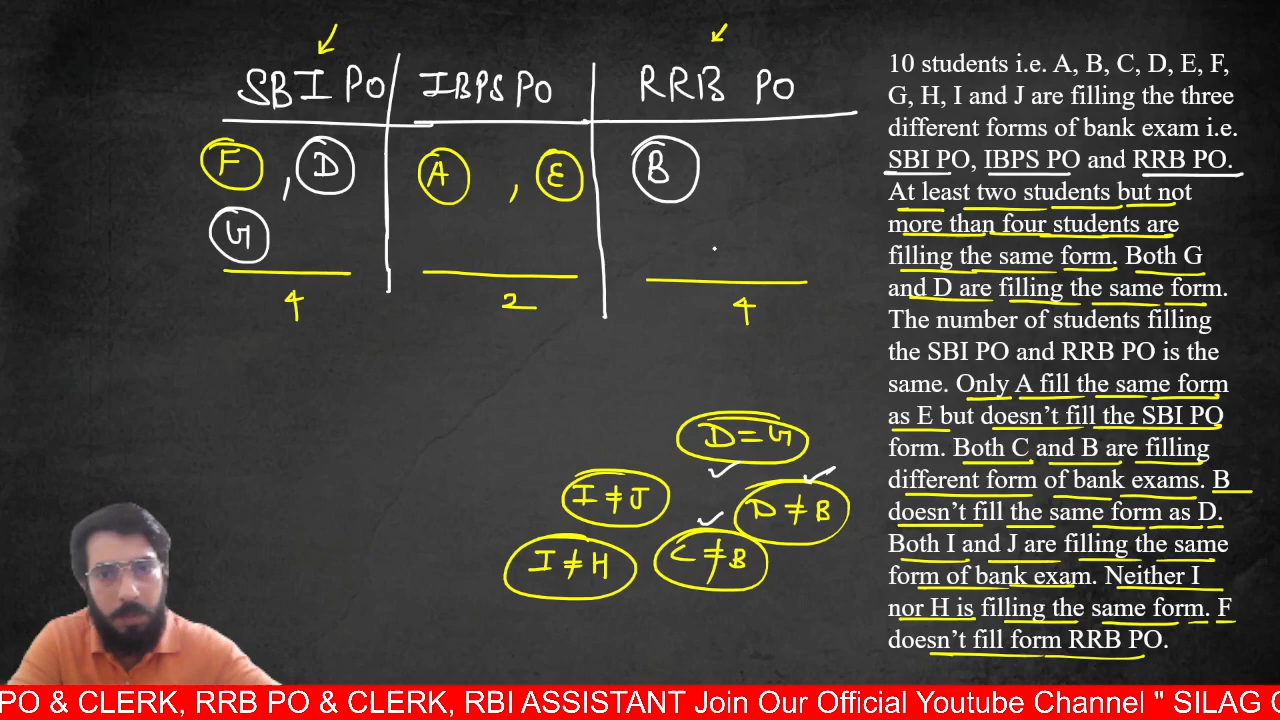 SBI PO
IBPS PO
RRB PO
F , D
A , E
B
G
4
2
4
D = G
I ≠ J
D ≠ B
I ≠ H
C ≠ B
10 students i.e. A, B, C, D, E, F,
G, H, I and J are filling the three
different forms of bank exam i.e.
SBI PO, IBPS PO and RRB PO.
At least two students but not
more than four students are
filling the same form. Both G
and D are filling the same form.
The number of students filling
the SBI PO and RRB PO is the
same. Only A fill the same form
as E but doesn't fill the SBI PO
form. Both C and B are filling
different form of bank exams. B
doesn't fill the same form as D.
Both I and J are filling the same
form of bank exam. Neither I
nor H is filling the same form. F
doesn't fill form RRB PO.
PO & CLERK, RRB PO & CLERK, RBI ASSISTANT Join Our Official Youtube Channel " SILAG